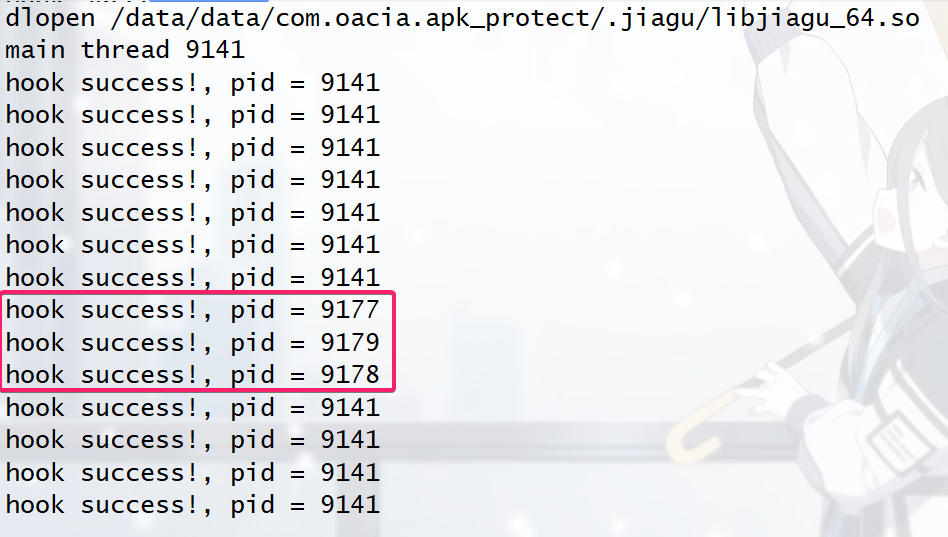 dlopen /data/data/com.oacia.apk_protect/.jiagu/libjiagu_64.so
main thread 9141
hook success!, pid = 9141
hook success!, pid = 9141
hook success!, pid = 9141
hook success!, pid = 9141
hook success!, pid = 9141
hook success!, pid = 9141
hook success!, pid = 9141
hook success!, pid = 9177
hook success!, pid = 9179
hook success!, pid = 9178
hook success!, pid = 9141
hook success!, pid = 9141
hook success!, pid = 9141
hook success!, pid = 9141